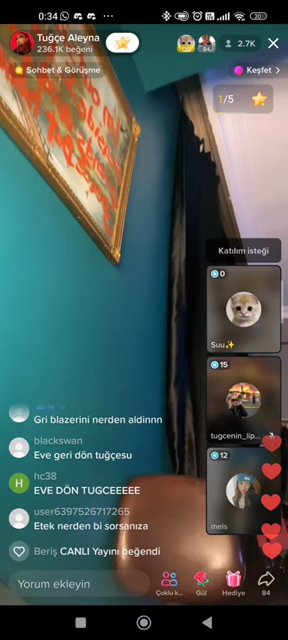 0:34
30
Tuğçe Aleyna
236.1K beğeni
84
2.7K
Sohbet & Görüşme
Keşfet >
1/5
Katılım isteği
0
Suu✨
15
tugcenin_lip...
12
mels
Gri blazerini nerden aldinnn
blackswan
Eve geri dön tuğçesu
H
hc38
EVE DÖN TUGCEEEEE
user6397526717265
Etek nerden bi sorsanıza
Beriş CANLI Yayını beğendi
Yorum ekleyin
Çoklu k...
Gül
Hediye
84